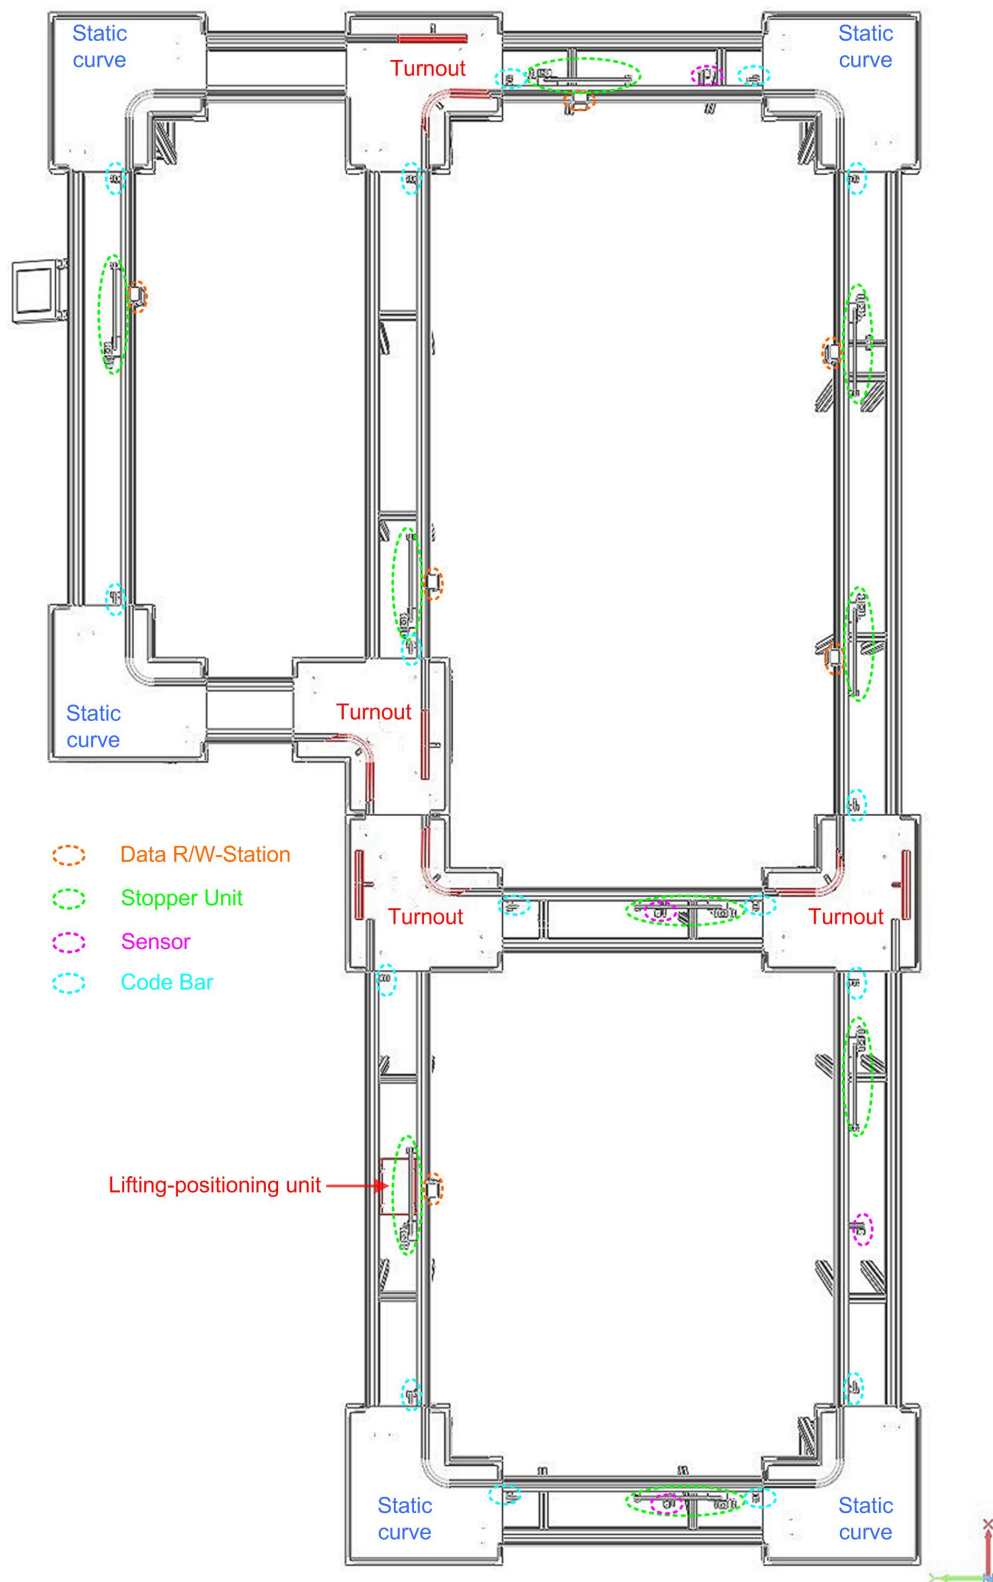 Static
curve
Turnout
Static
curve
Turnout
Static
curve
Data R/W-Station
Stopper Unit
Sensor
Code Bar
Turnout
Turnout
Lifting-positioning unit
Static
curve
Static
curve